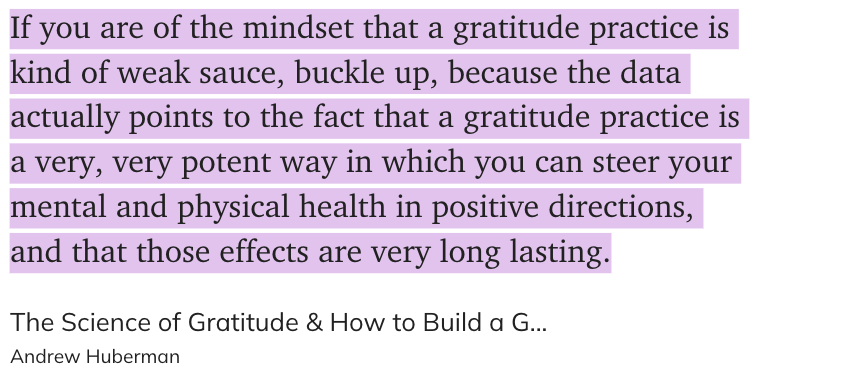 If you are of the mindset that a gratitude practice is
kind of weak sauce, buckle up, because the data
actually points to the fact that a gratitude practice is
a very, very potent way in which you can steer your
mental and physical health in positive directions,
and that those effects are very long lasting.
The Science of Gratitude & How to Build a G...
Andrew Huberman